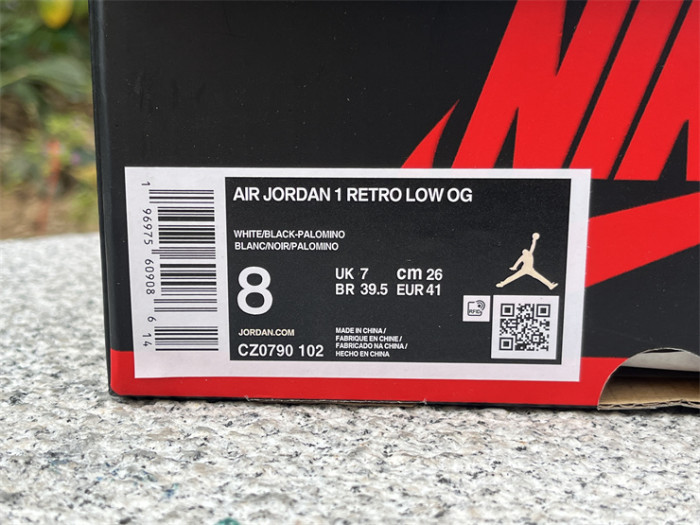 NIK
AIR JORDAN 1 RETRO LOW OG
WHITE/BLACK-PALOMINO
BLANC/NOIR/PALOMINO
8
UK 7 cm 26
BR 39.5 EUR 41
RFID
JORDAN.COM
CZ0790 102
MADE IN CHINA /
FABRIQUE EN CHINE /
FABRICADO NA CHINA /
HECHO EN CHINA
1 96975 60908 6 14